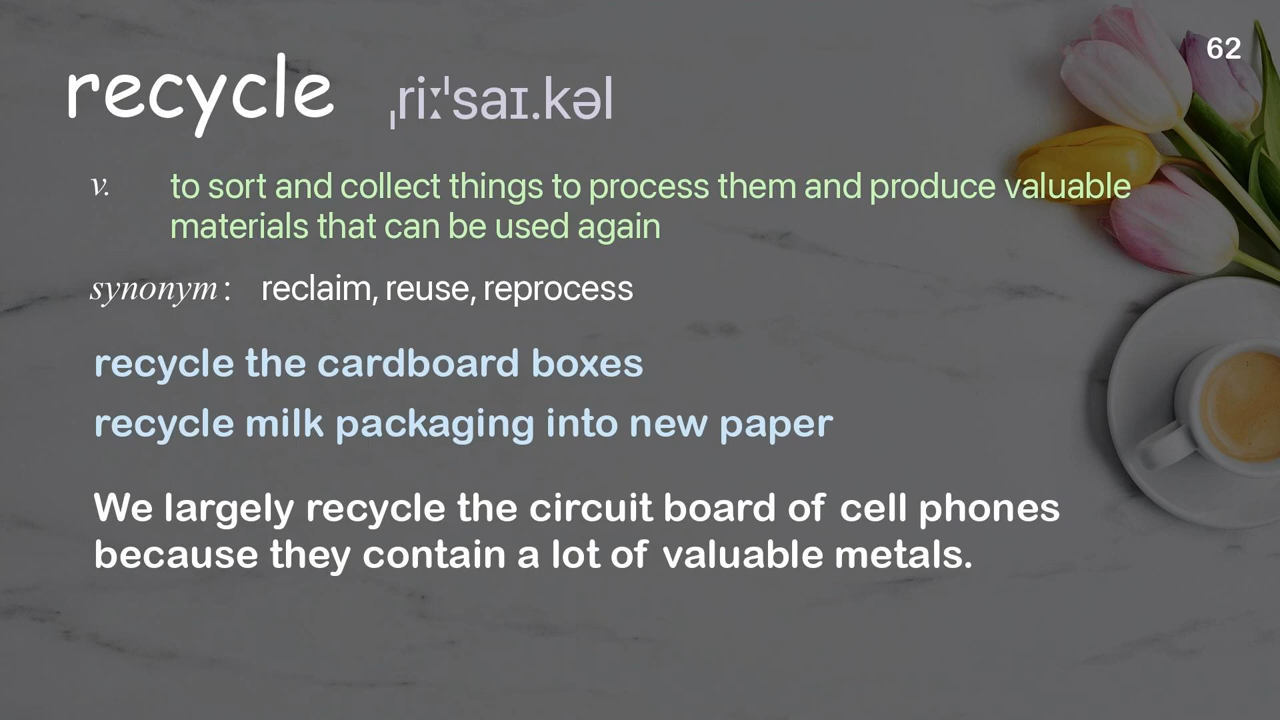 62
recycle ˌriːˈsaɪ.kəl
v. to sort and collect things to process them and produce valuable
materials that can be used again
synonym: reclaim, reuse, reprocess
recycle the cardboard boxes
recycle milk packaging into new paper
We largely recycle the circuit board of cell phones
because they contain a lot of valuable metals.